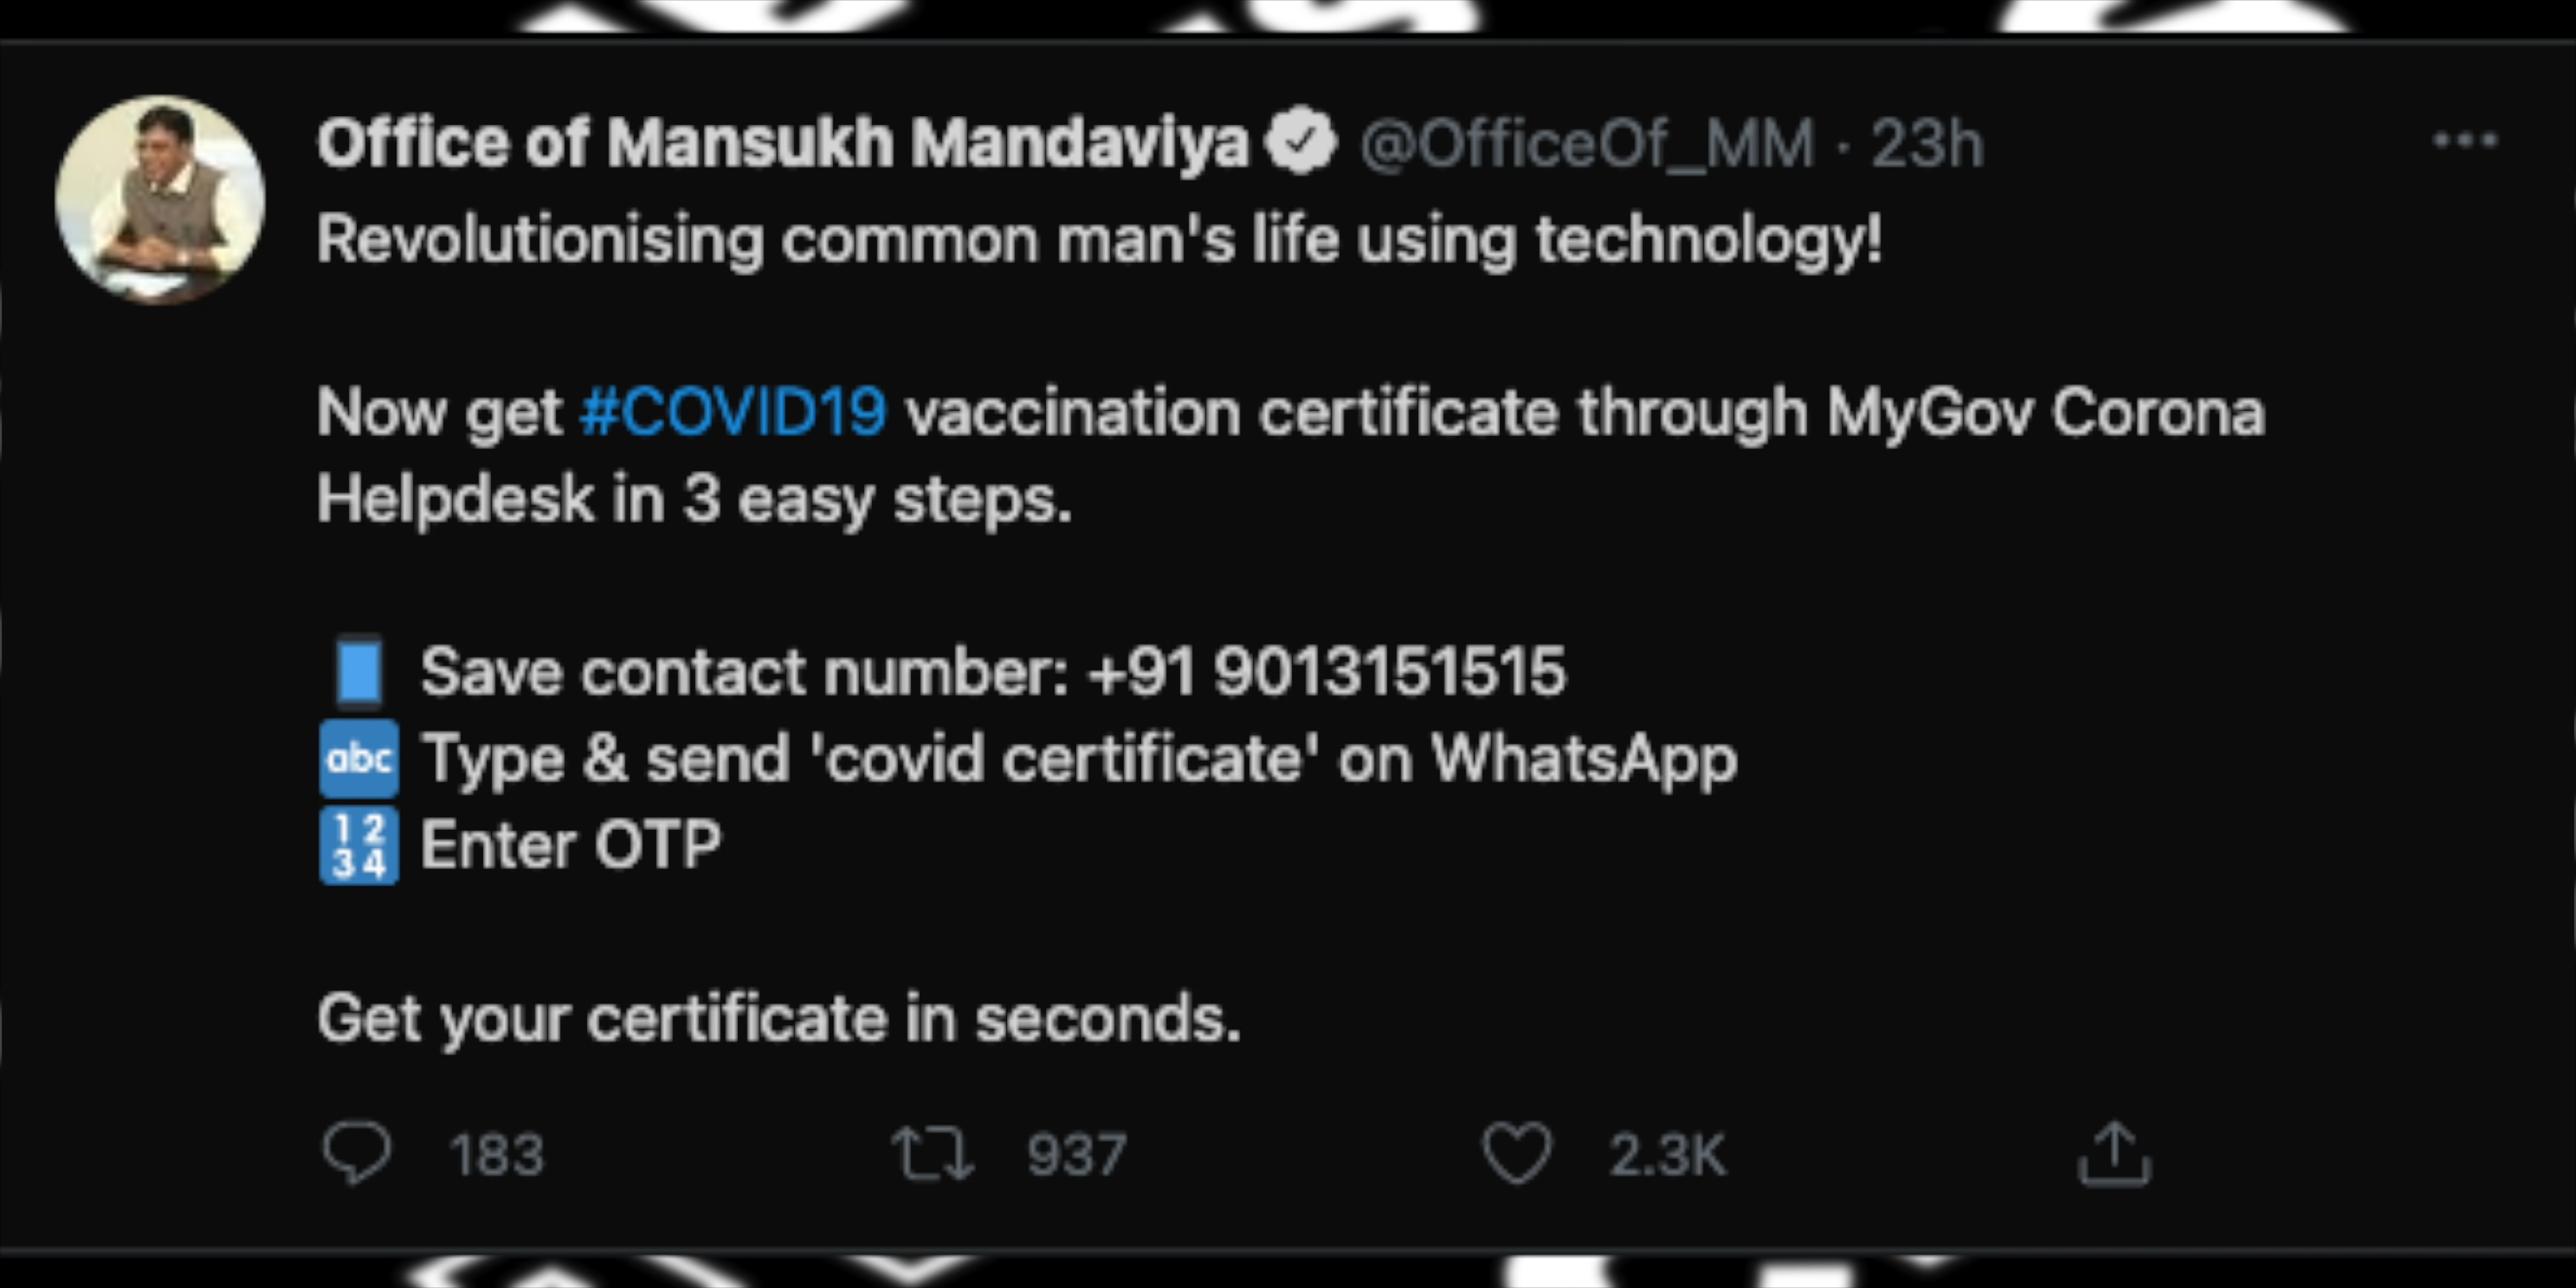 Office of Mansukh Mandaviya @OfficeOf_MM · 23h
Revolutionising common man's life using technology!
Now get #COVID19 vaccination certificate through MyGov Corona
Helpdesk in 3 easy steps.
Save contact number: +91 9013151515
abc Type & send 'covid certificate' on WhatsApp
1234 Enter OTP
Get your certificate in seconds.
183 937 2.3K